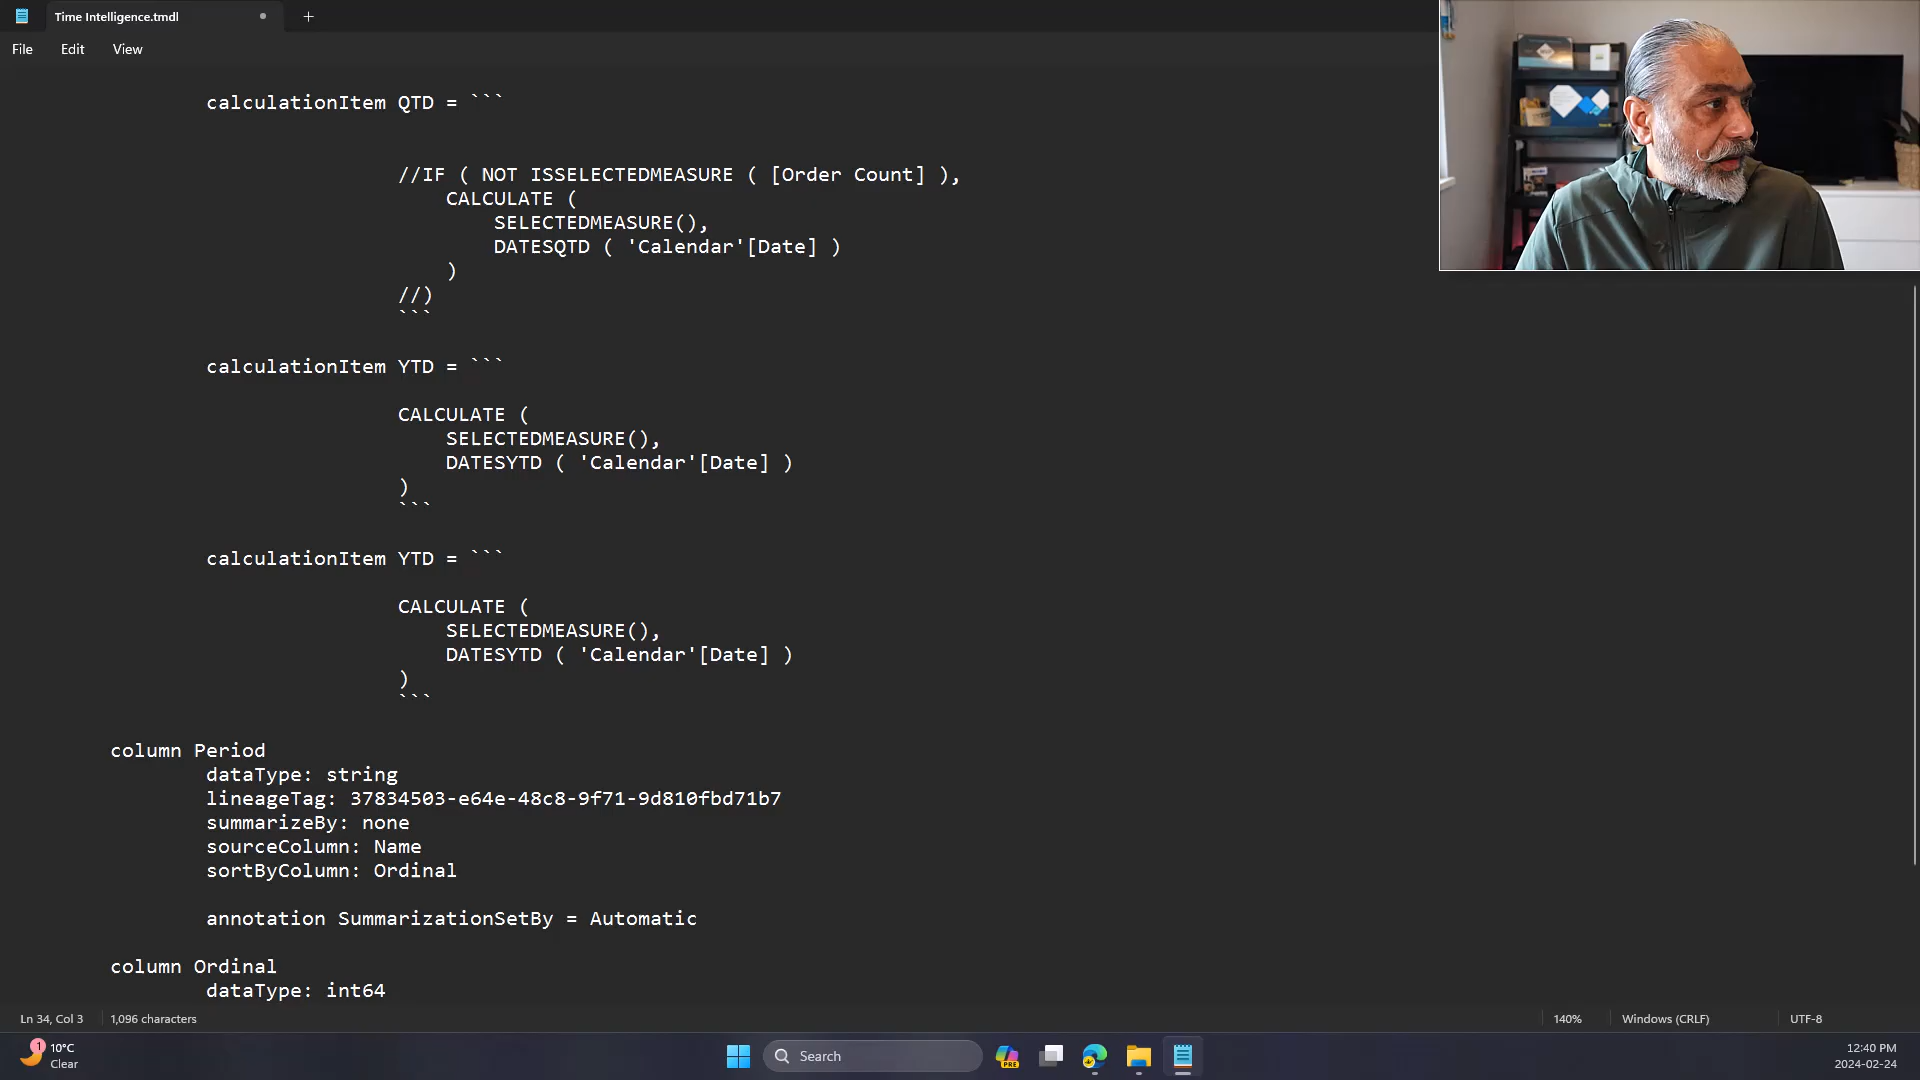 Time Intelligence.tmdl
File Edit View
calculationItem QTD = ```
//IF ( NOT ISSELECTEDMEASURE ( [Order Count] ),
CALCULATE (
SELECTEDMEASURE(),
DATESQTD ( 'Calendar'[Date] )
)
//)
```
calculationItem YTD = ```
CALCULATE (
SELECTEDMEASURE(),
DATESYTD ( 'Calendar'[Date] )
)
```
calculationItem YTD = ```
CALCULATE (
SELECTEDMEASURE(),
DATESYTD ( 'Calendar'[Date] )
)
```
column Period
dataType: string
lineageTag: 37834503-e64e-48c8-9f71-9d810fbd71b7
summarizeBy: none
sourceColumn: Name
sortByColumn: Ordinal
annotation SummarizationSetBy = Automatic
column Ordinal
dataType: int64
Ln 34, Col 3 1,096 characters 140% Windows (CRLF) UTF-8
1
10°C
Clear
Search
PRE
12:40 PM
2024-02-24